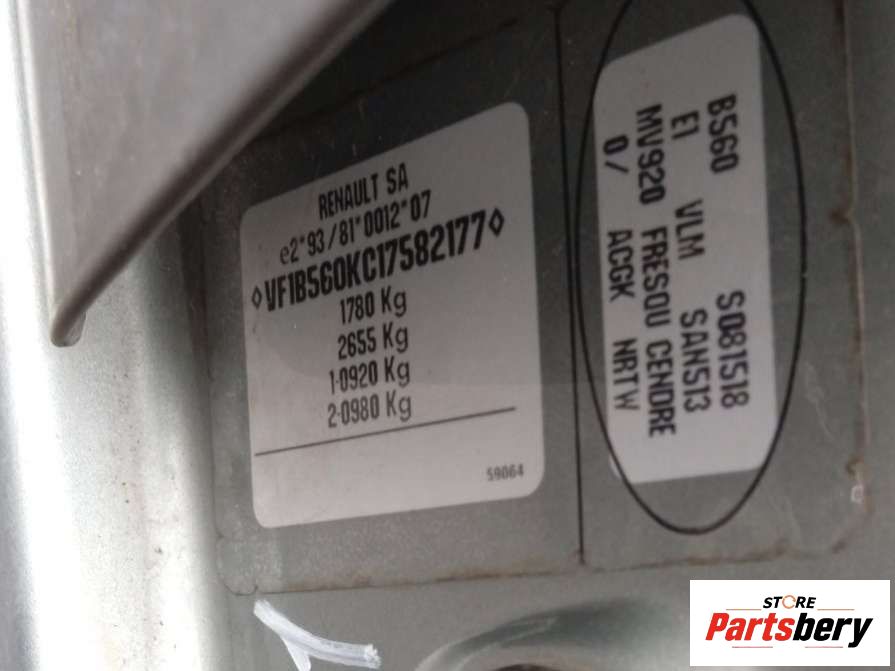 RENAULT SA
e2*93/81*0012*07
◊VF1B560KC17582177◊
1780 Kg
2655 Kg
1-0920 Kg
2-0980 Kg
59064
B560 S081518
E1 VLM SAN513
MV920 FRESOU CENDRE
0/ ACGK NRTW
STORE
Partsbery